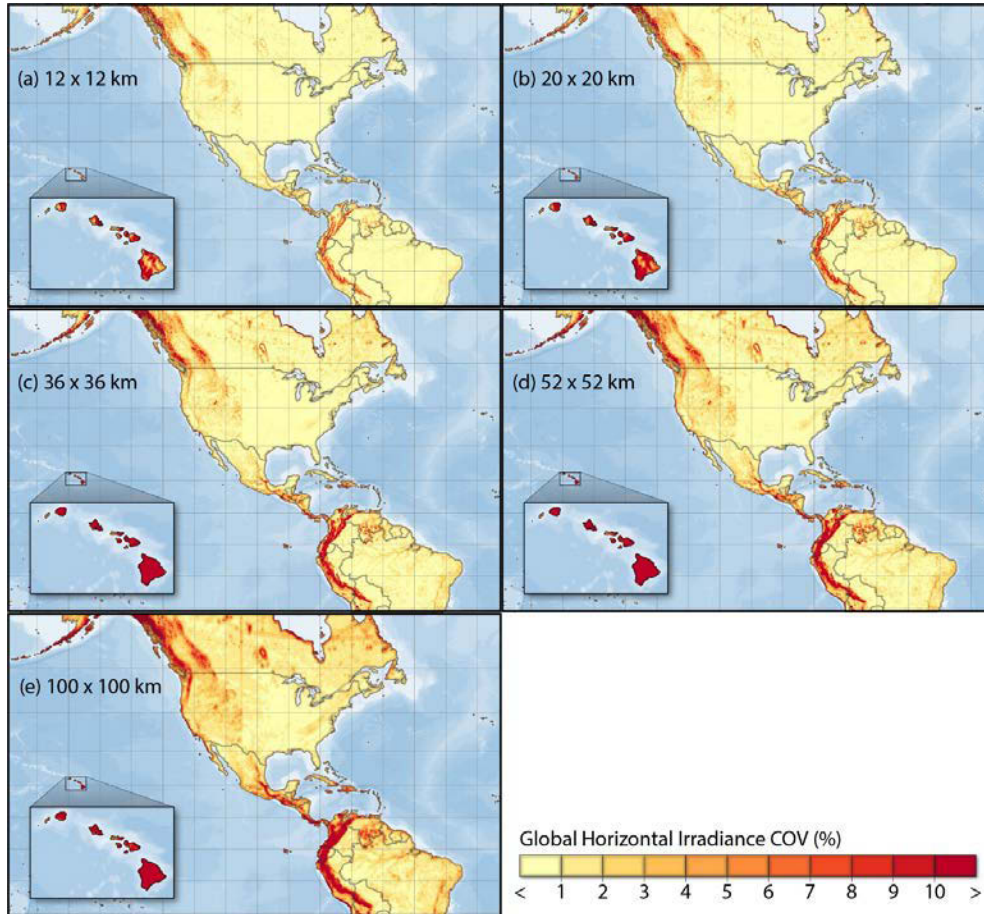 (a) 12 x 12 km
(b) 20 x 20 km
(c) 36 x 36 km
(d) 52 x 52 km
(e) 100 x 100 km
Global Horizontal Irradiance COV (%)
< 1 2 3 4 5 6 7 8 9 10 >